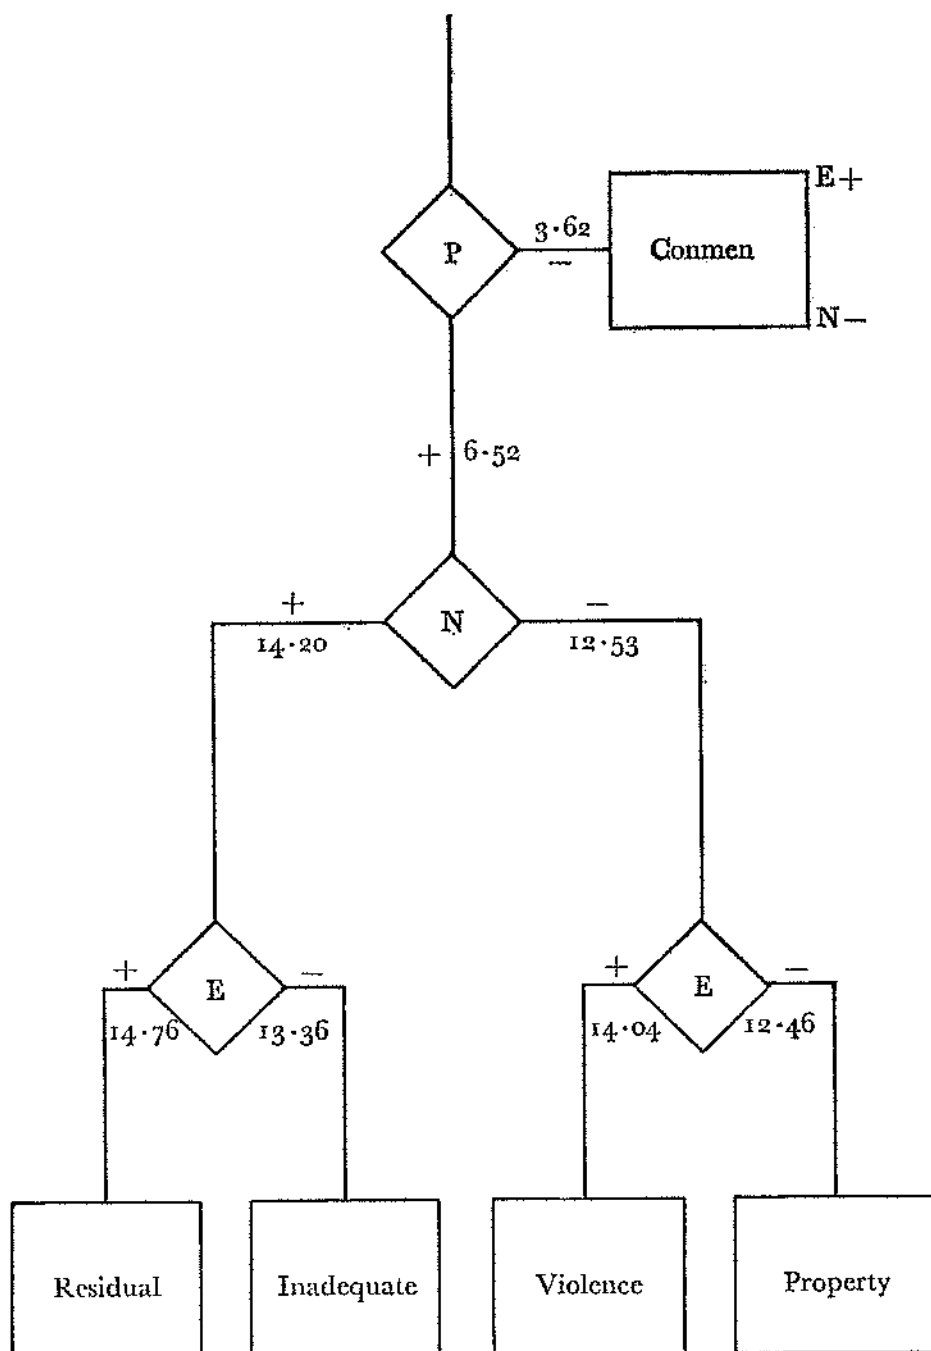 E+
3·62
P
Conmen
−
N−
+ 6·52
+
−
N
14·20
12·53
+
−
+
−
E
E
14·76
13·36
14·04
12·46
Residual
Inadequate
Violence
Property